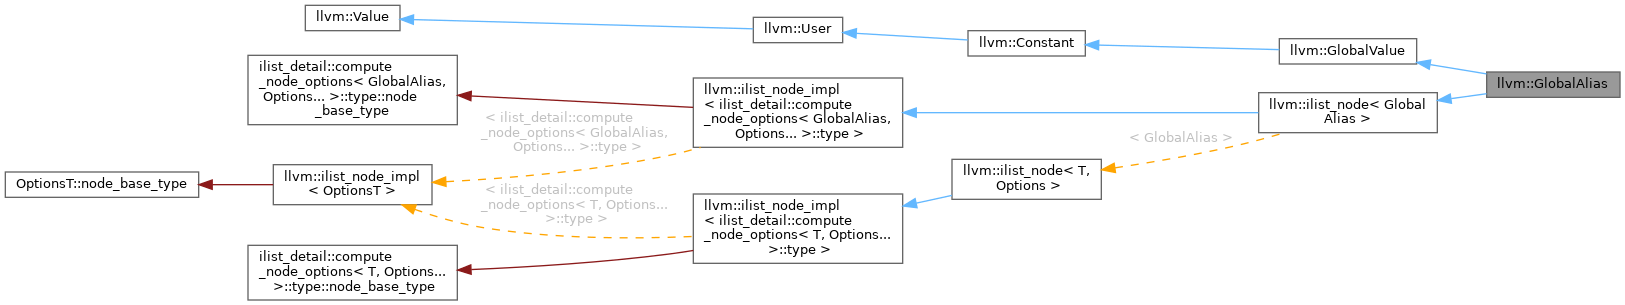 llvm::Value
llvm::User
llvm::Constant
llvm::GlobalValue
llvm::GlobalAlias
ilist_detail::compute
_node_options< GlobalAlias,
Options... >::type::node
_base_type
llvm::ilist_node_impl
< ilist_detail::compute
_node_options< GlobalAlias,
Options... >::type >
llvm::ilist_node< Global
Alias >
< ilist_detail::compute
_node_options< GlobalAlias,
Options... >::type >
< GlobalAlias >
OptionsT::node_base_type
llvm::ilist_node_impl
< OptionsT >
llvm::ilist_node< T,
Options >
< ilist_detail::compute
_node_options< T, Options...
>::type >
llvm::ilist_node_impl
< ilist_detail::compute
_node_options< T, Options...
>::type >
ilist_detail::compute
_node_options< T, Options...
>::type::node_base_type